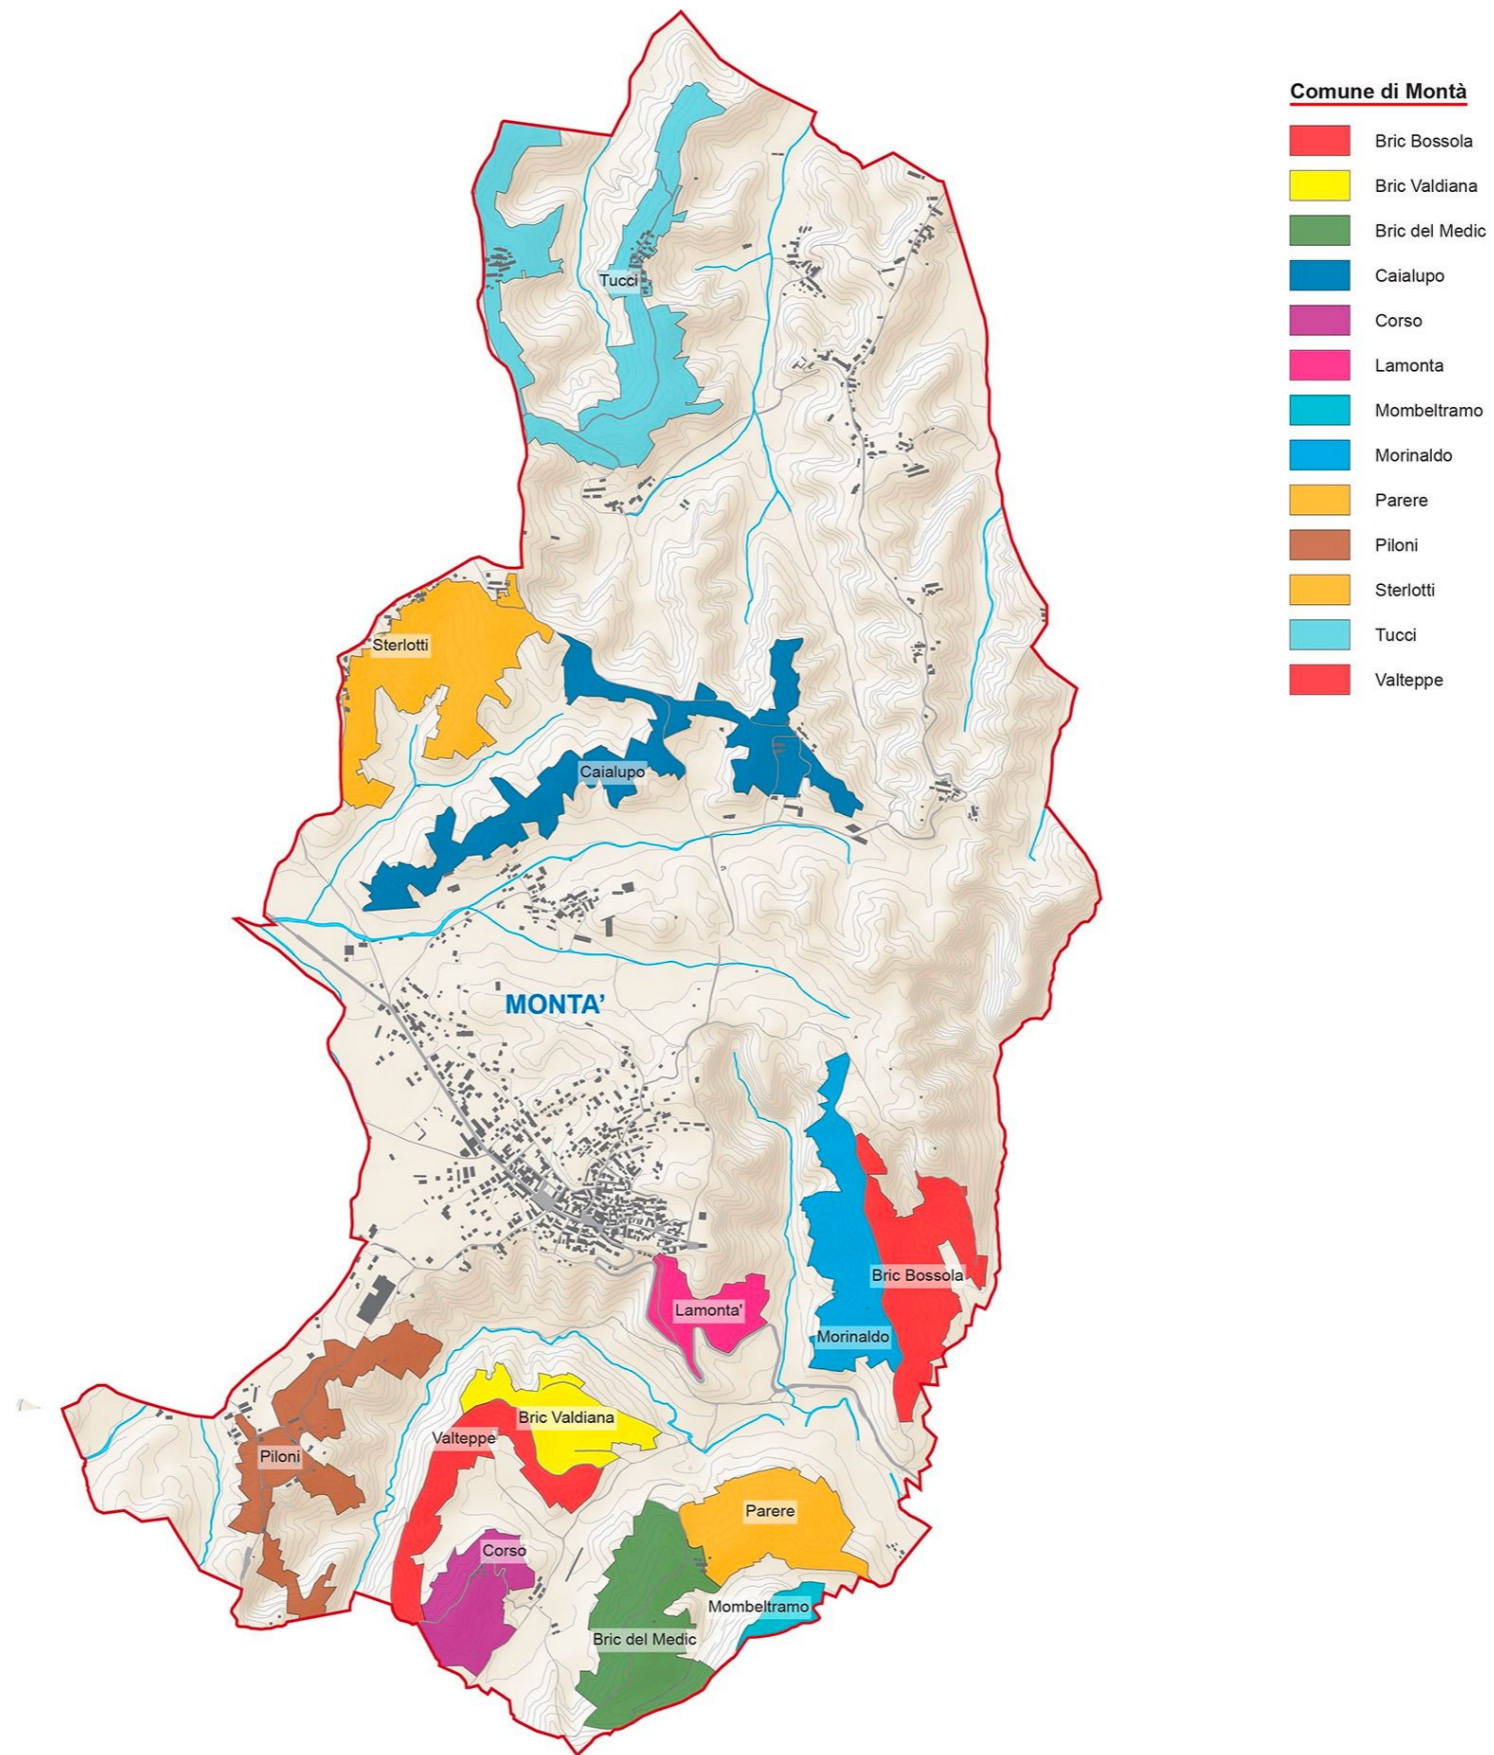 Comune di Montà
Bric Bossola
Bric Valdiana
Bric del Medic
Caialupo
Corso
Lamonta
Mombeltramo
Morinaldo
Parere
Piloni
Sterlotti
Tucci
Valteppe
Tucci
Sterlotti
Caialupo
MONTA’
Bric Bossola
Lamonta'
Morinaldo
Bric Valdiana
Valteppe
Piloni
Parere
Corso
Mombeltramo
Bric del Medic